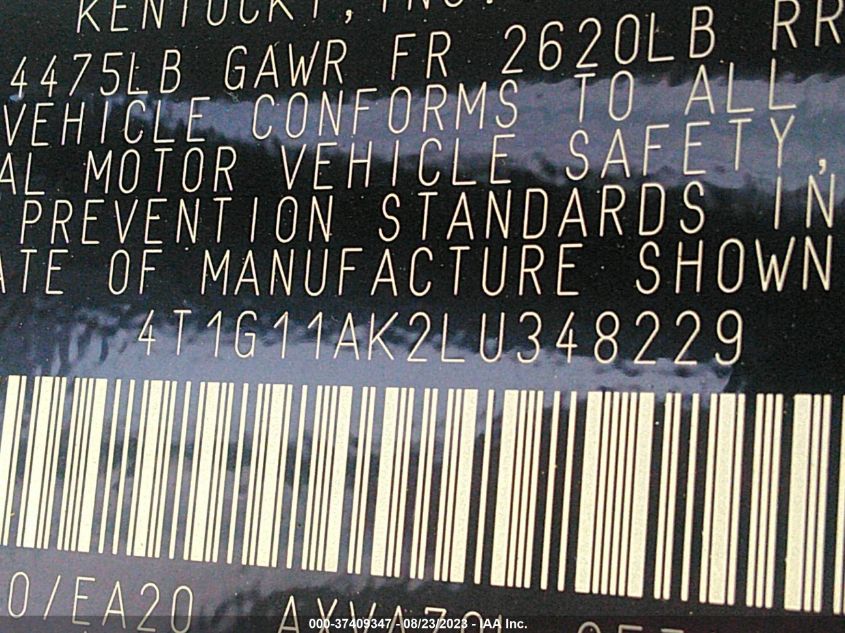 KENTUCKY, INC.
4475LB GAWR FR 2620LB RR
VEHICLE CONFORMS TO ALL
AL MOTOR VEHICLE SAFETY,
PREVENTION STANDARDS IN
ATE OF MANUFACTURE SHOWN
4T1G11AK2LU348229
0/EA20
000-37409347 - 08/23/2023 - IAA Inc.